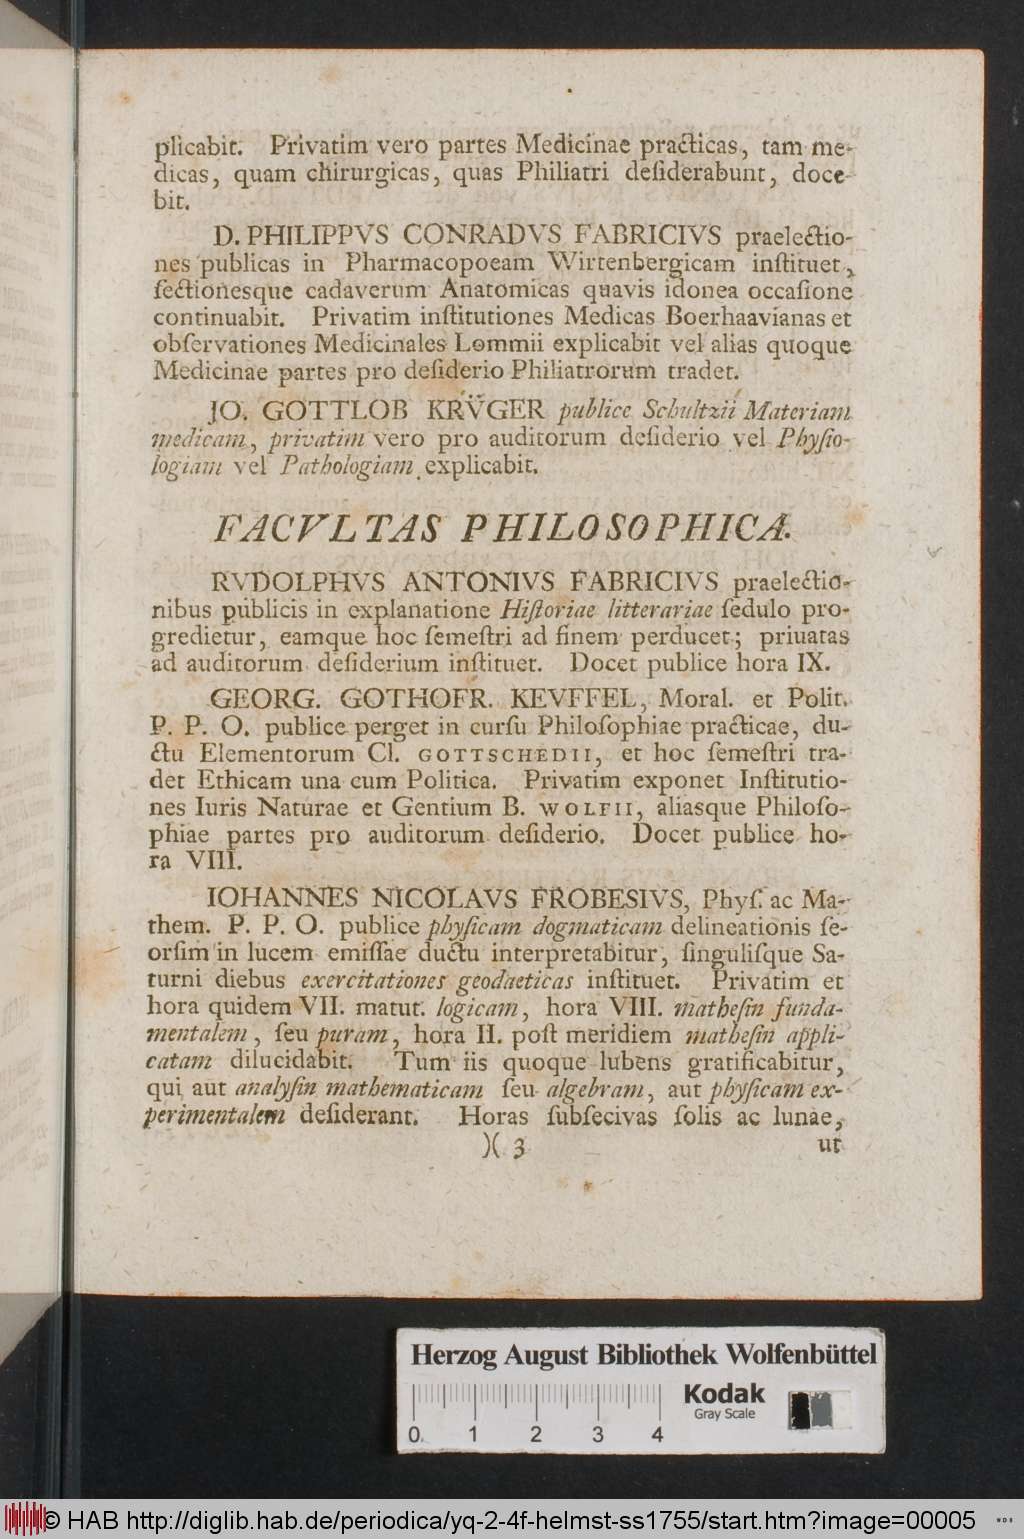 plicabit. Privatim vero partes Medicinae practicas, tam me-
dicas, quam chirurgicas, quas Philiatri deſiderabunt, doce-
bit.
D. PHILIPPVS CONRADVS FABRICIVS praelectio-
nes publicas in Pharmacopoeam Wirtenbergicam inſtituet,
ſectionesque cadaverum Anatomicas quavis idonea occaſione
continuabit. Privatim inſtitutiones Medicas Boerhaavianas et
obſervationes Medicinales Lommii explicabit vel alias quoque
Medicinae partes pro deſiderio Philiatrorum tradet.
JO. GOTTLOB KRÜGER publice Schultzii Materiam
medicam, privatim vero pro auditorum deſiderio vel Phyſio-
logiam vel Pathologiam explicabit.
FACVLTAS PHILOSOPHICA.
RVDOLPHVS ANTONIVS FABRICIVS praelectio-
nibus publicis in explanatione Hiſtoriae litterariae ſedulo pro-
gredietur, eamque hoc ſemeſtri ad finem perducet; priuatas
ad auditorum deſiderium inſtituet. Docet publice hora IX.
GEORG. GOTHOFR. KEVFFEL, Moral. et Polit.
P. P. O. publice perget in curſu Philoſophiae practicae, du-
ctu Elementorum Cl. GOTTSCHEDII, et hoc ſemeſtri tra-
det Ethicam una cum Politica. Privatim exponet Inſtitutio-
nes Iuris Naturae et Gentium B. WOLFII, aliasque Philoſo-
phiae partes pro auditorum deſiderio. Docet publice ho-
ra VIII.
IOHANNES NICOLAVS FROBESIVS, Phyſ. ac Ma-
them. P. P. O. publice phyſicam dogmaticam delineationis ſe-
orſim in lucem emiſſae ductu interpretabitur, ſingulisque Sa-
turni diebus exercitationes geodaeticas inſtituet. Privatim et
hora quidem VII. matut. logicam, hora VIII. matheſin funda-
mentalem, ſeu puram, hora II. poſt meridiem matheſin appli-
catam dilucidabit. Tum iis quoque lubens gratificabitur,
qui aut analyſin mathematicam ſeu algebram, aut phyſicam ex-
perimentalem deſiderant. Horas ſubſecivas ſolis ac lunae,
)( 3 ut
Herzog August Bibliothek Wolfenbüttel
Kodak
Gray Scale
0 1 2 3 4
© HAB http://diglib.hab.de/periodica/yq-2-4f-helmst-ss1755/start.htm?image=00005